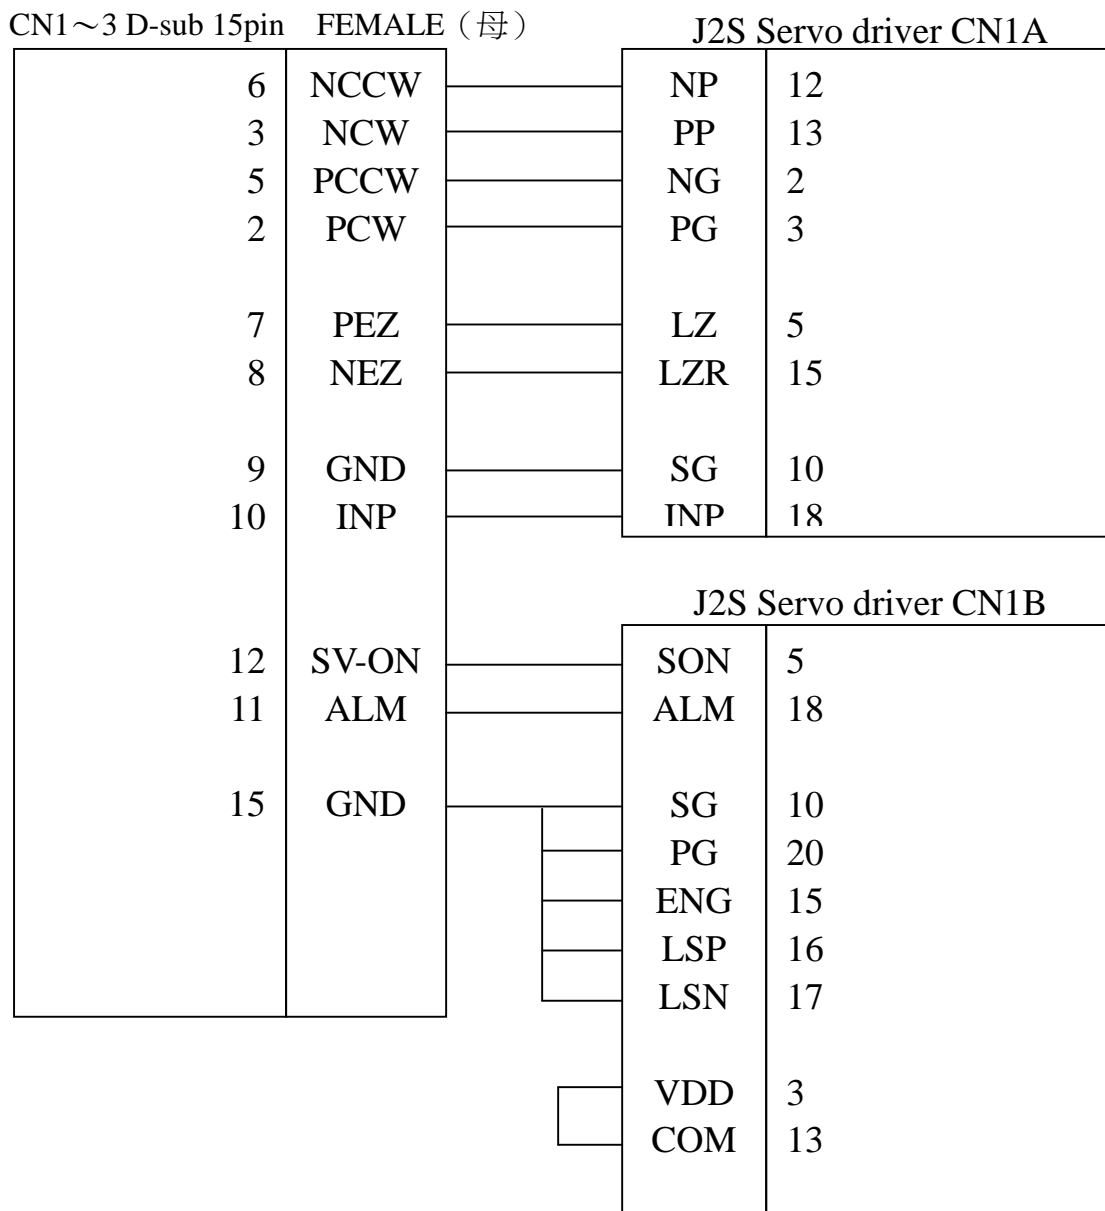 CN1～3 D-sub 15pin FEMALE（母） J2S Servo driver CN1A
6 NCCW NP 12
3 NCW PP 13
5 PCCW NG 2
2 PCW PG 3
7 PEZ LZ 5
8 NEZ LZR 15
9 GND SG 10
10 INP INP 18
J2S Servo driver CN1B
12 SV-ON SON 5
11 ALM ALM 18
15 GND SG 10
PG 20
ENG 15
LSP 16
LSN 17
VDD 3
COM 13